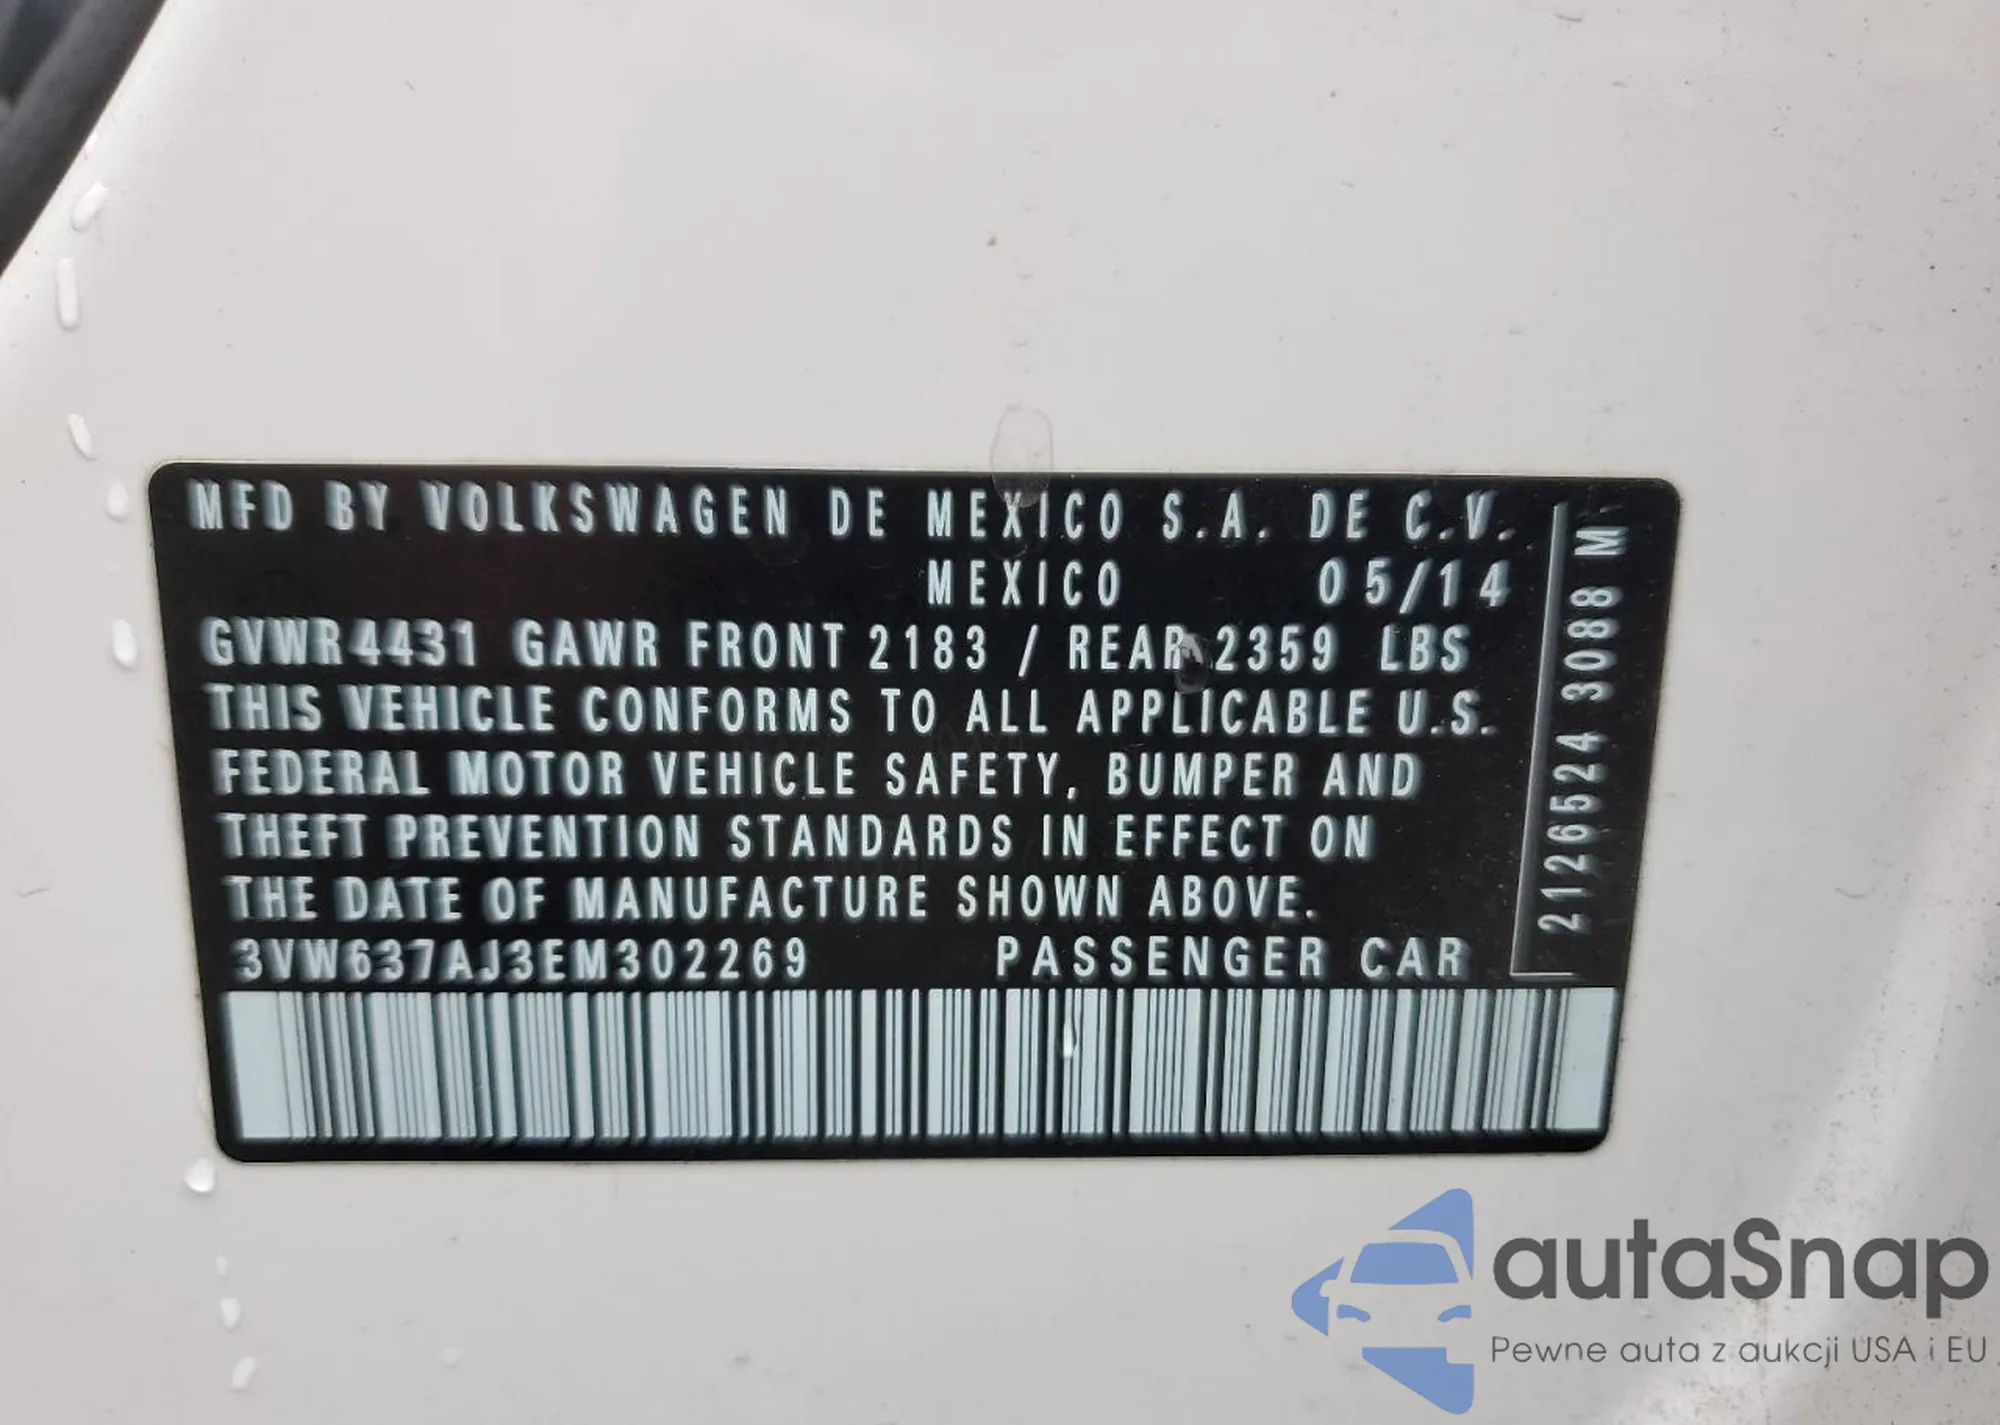 MFD BY VOLKSWAGEN DE MEXICO S.A. DE C.V.
MEXICO 05/14
GVWR4431 GAWR FRONT 2183 / REAR 2359 LBS
THIS VEHICLE CONFORMS TO ALL APPLICABLE U.S.
FEDERAL MOTOR VEHICLE SAFETY, BUMPER AND
THEFT PREVENTION STANDARDS IN EFFECT ON
THE DATE OF MANUFACTURE SHOWN ABOVE.
3VW637AJ3EM302269 PASSENGER CAR
2126524 3088 M
autaSnap
Pewne auta z aukcji USA i EU